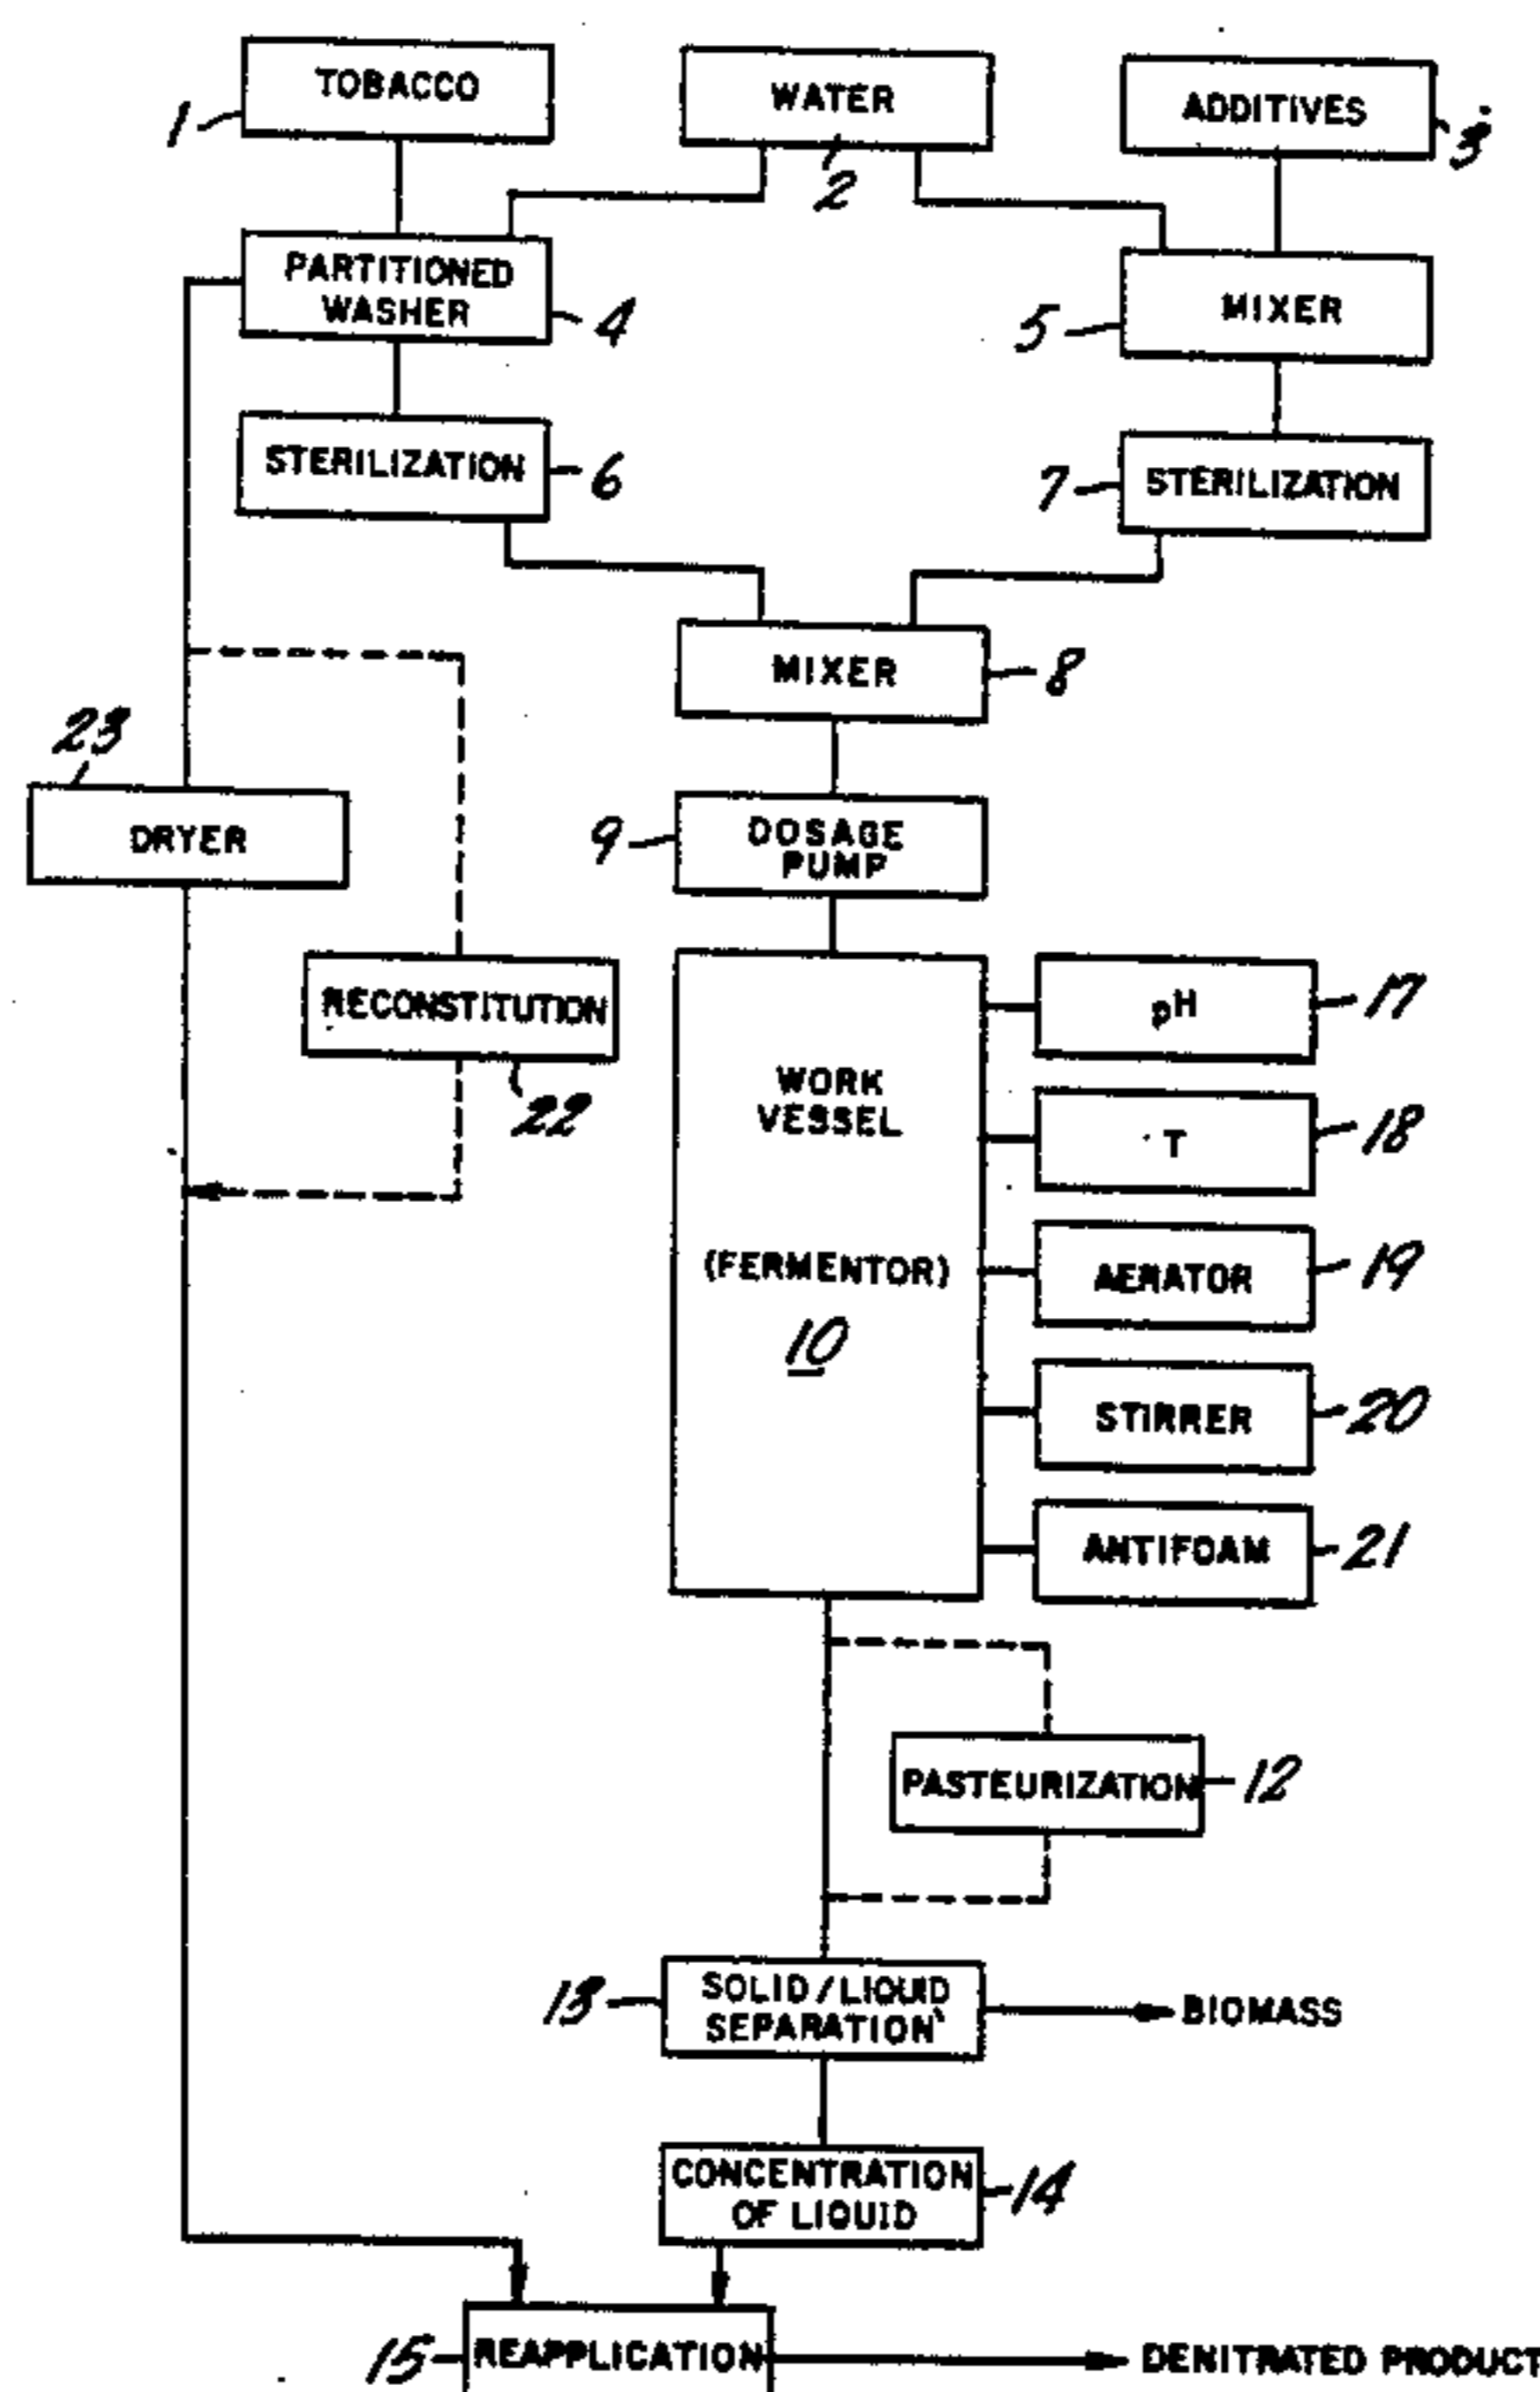 TOBACCO
1
WATER
2
ADDITIVES
3
PARTITIONED
WASHER
4
MIXER
5
STERILIZATION
6
STERILIZATION
7
MIXER
8
DOSAGE
PUMP
9
DRYER
23
RECONSTITUTION
22
WORK
VESSEL
(FERMENTOR)
10
pH
17
T
18
AERATOR
19
STIRRER
20
ANTIFOAM
21
PASTEURIZATION
12
SOLID/LIQUID
SEPARATION
13
BIOMASS
CONCENTRATION
OF LIQUID
14
REAPPLICATION
15
DENITRATED PRODUCT